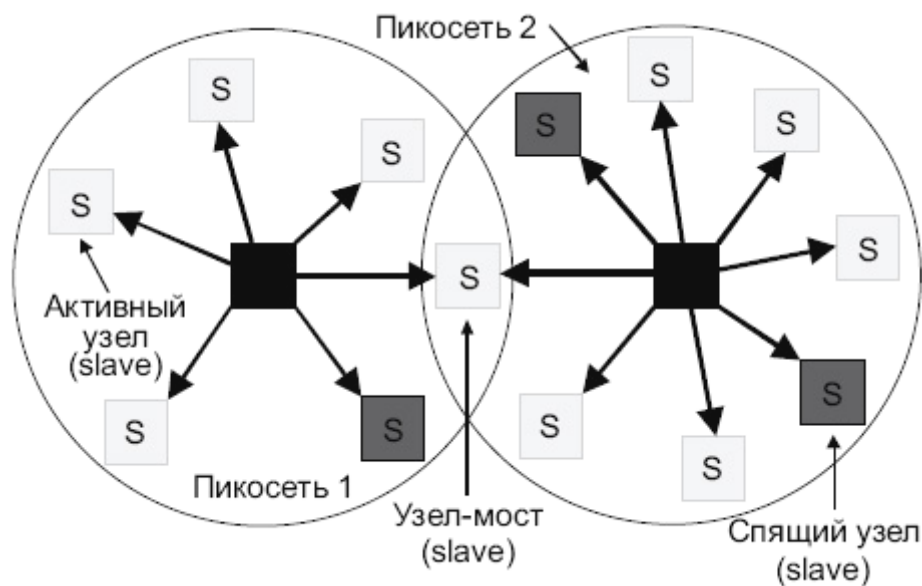 Пикосеть 2
S
S
S
S
S
S
S
S
S
Активный
узел
(slave)
S
S
S
S
S
Пикосеть 1
Узел-мост
(slave)
Спящий узел
(slave)